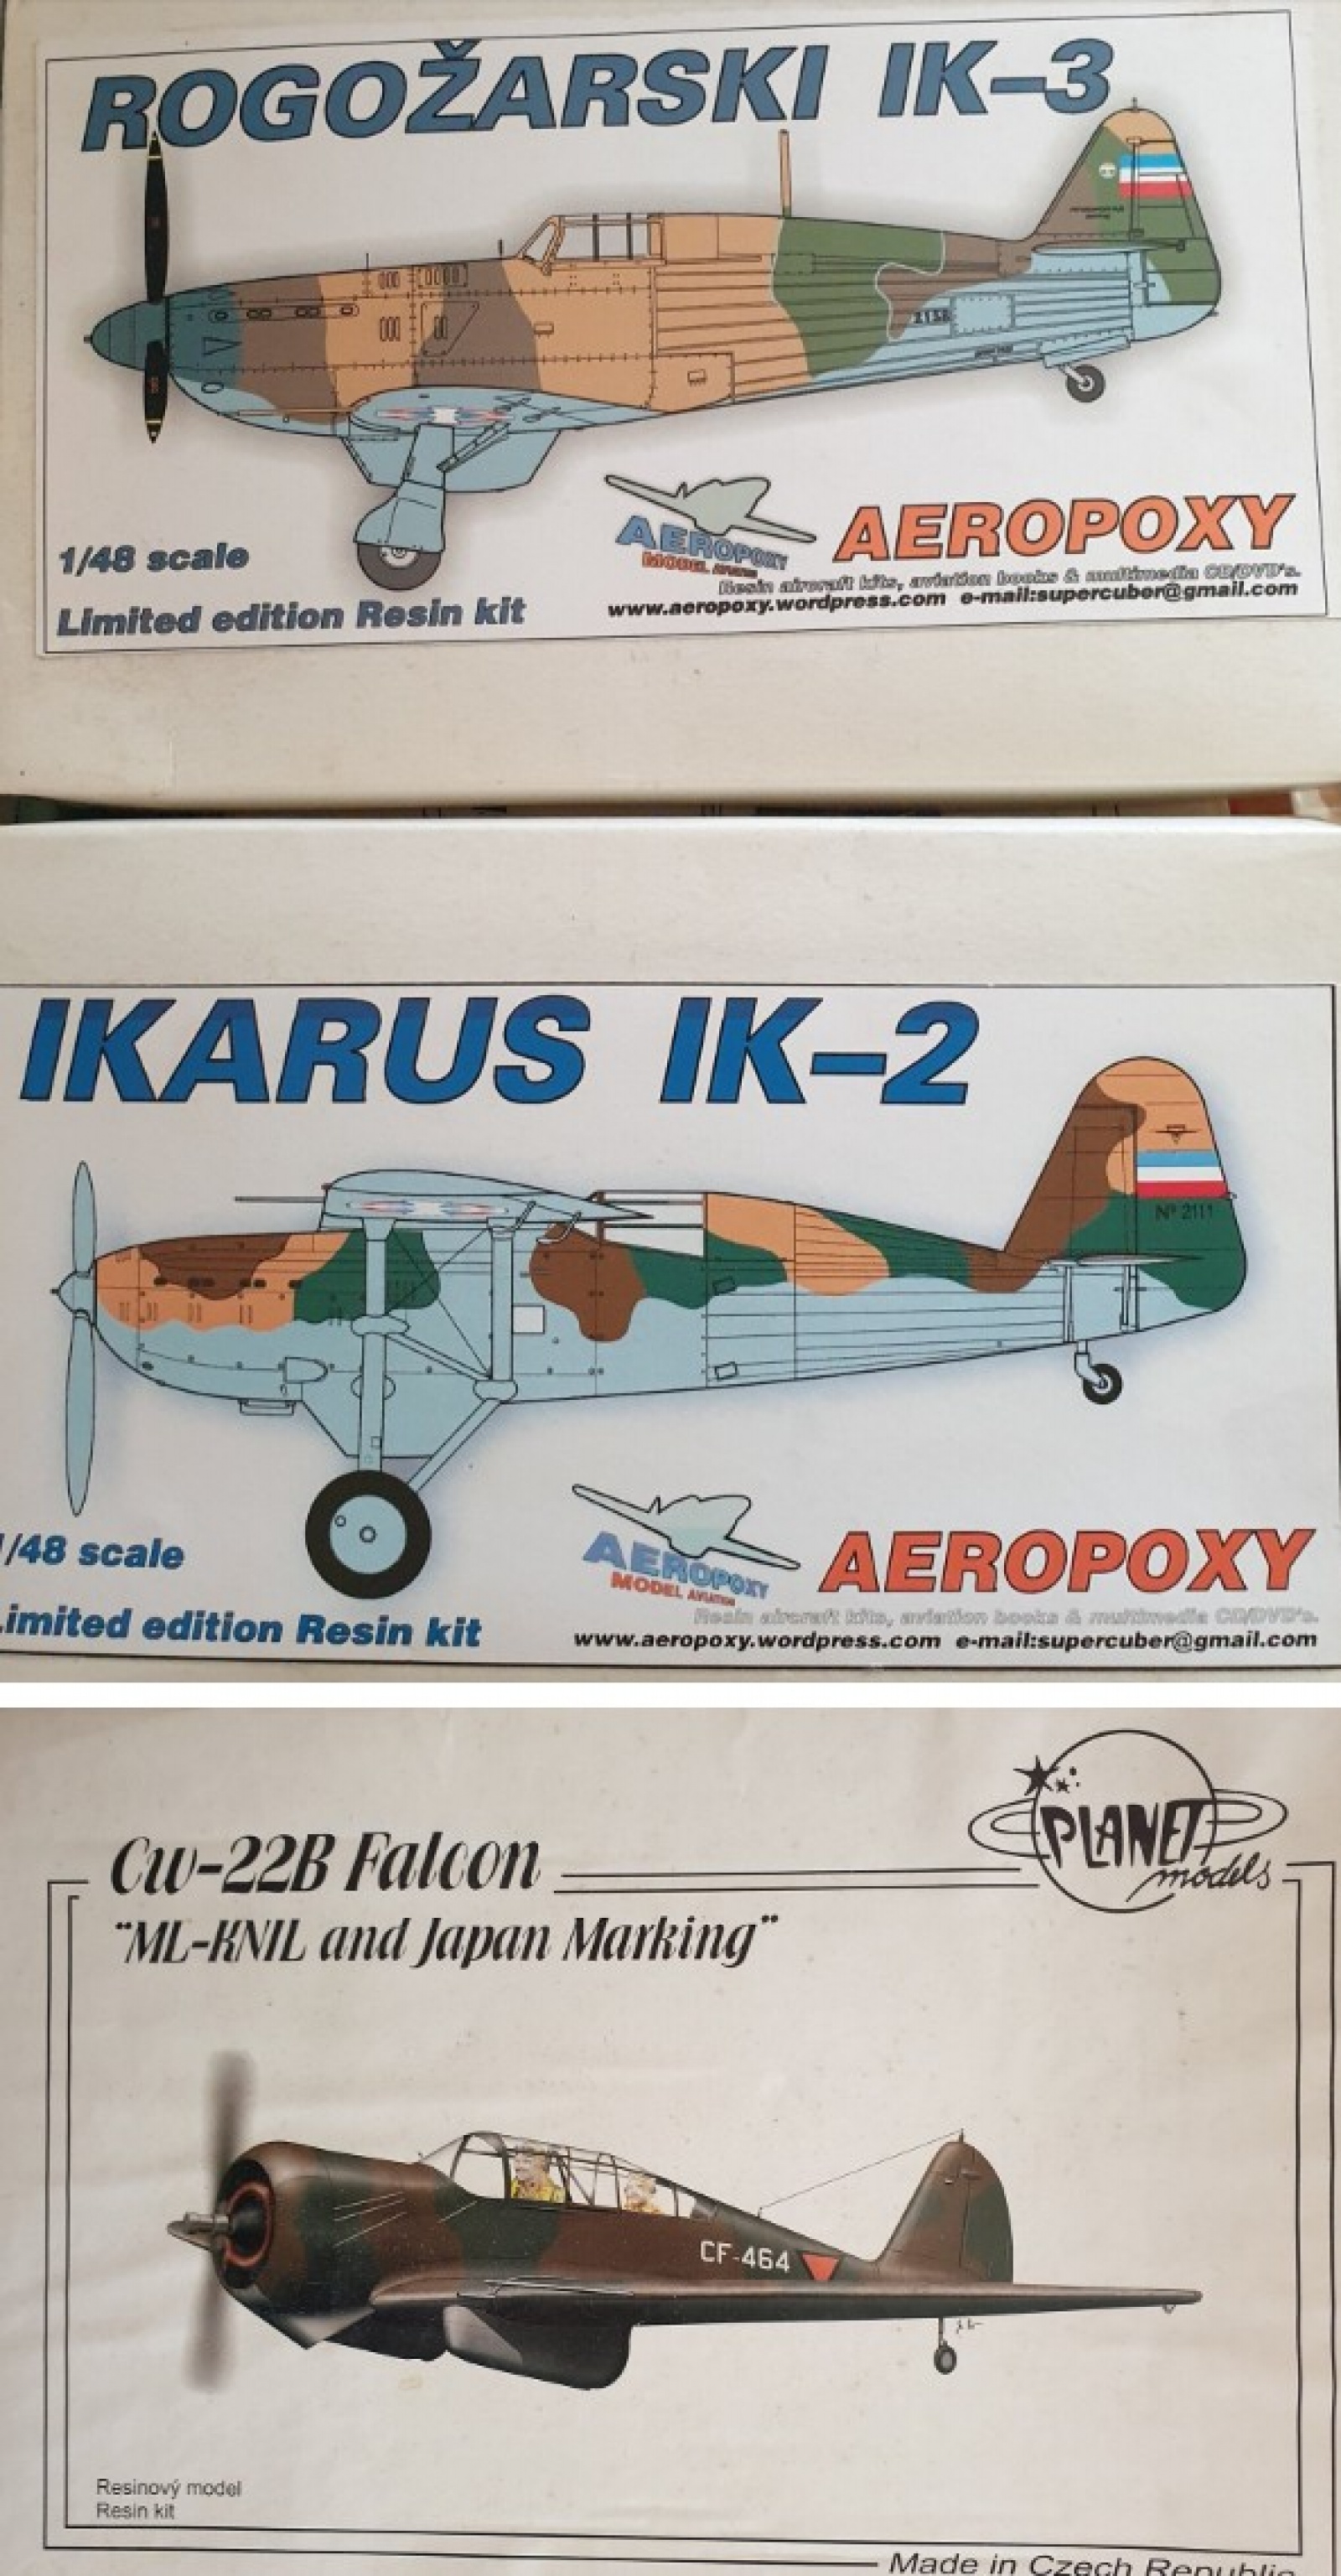 ROGOŽARSKI IK-3
2158
1/48 scale
Limited edition Resin kit
AEROPOXY
MODEL AVIATION
AEROPOXY
Resin aircraft kits, aviation books & multimedia CD/DVD's.
www.aeropoxy.wordpress.com e-mail:supercuber@gmail.com
IKARUS IK-2
Nº 2111
/48 scale
imited edition Resin kit
AEROPOXY
MODEL AVIATION
AEROPOXY
Resin aircraft kits, aviation books & multimedia CD/DVD's.
www.aeropoxy.wordpress.com e-mail:supercuber@gmail.com
PLANET
models
Cw-22B Falcon
"ML-KNIL and Japan Marking"
CF-464
Resinový model
Resin kit
Made in Czech Republic